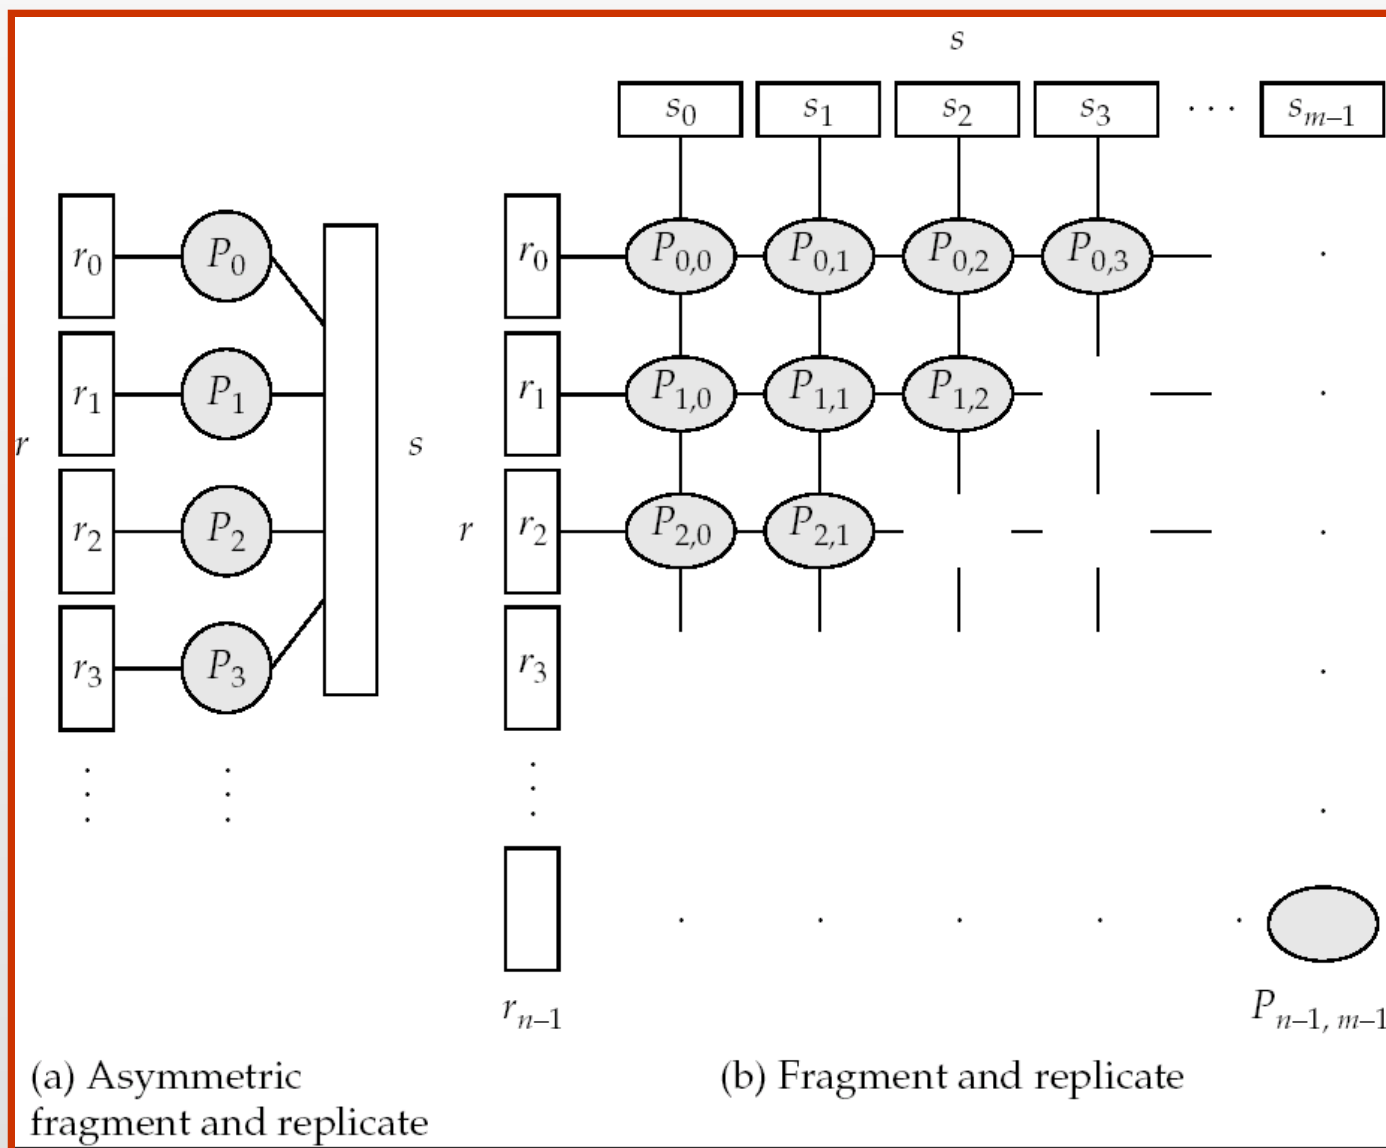 s
s0 s1 s2 s3 · · · sm–1
r0 P0 r0 P0,0 P0,1 P0,2 P0,3
r1 P1 r1 P1,0 P1,1 P1,2
r s
r2 P2 r r2 P2,0 P2,1
r3 P3 r3
rn–1 Pn–1, m–1
(a) Asymmetric
fragment and replicate
(b) Fragment and replicate